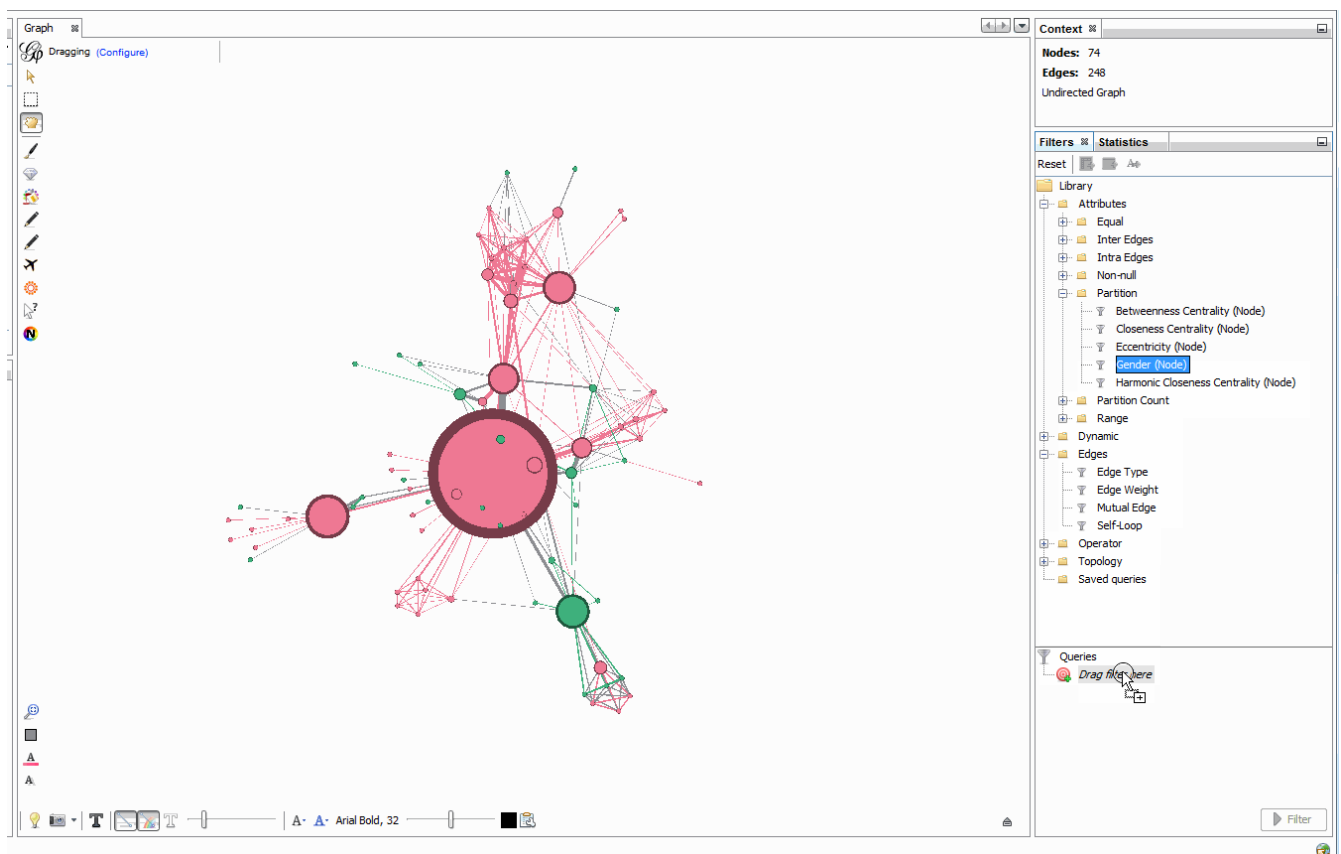 Graph
Dragging (Configure)
Context
Nodes: 74
Edges: 248
Undirected Graph
Filters Statistics
Reset
Library
Attributes
Equal
Inter Edges
Intra Edges
Non-null
Partition
Betweenness Centrality (Node)
Closeness Centrality (Node)
Eccentricity (Node)
Gender (Node)
Harmonic Closeness Centrality (Node)
Partition Count
Range
Dynamic
Edges
Edge Type
Edge Weight
Mutual Edge
Self-Loop
Operator
Topology
Saved queries
Queries
Drag filter here
T T A- A- Arial Bold, 32
Filter